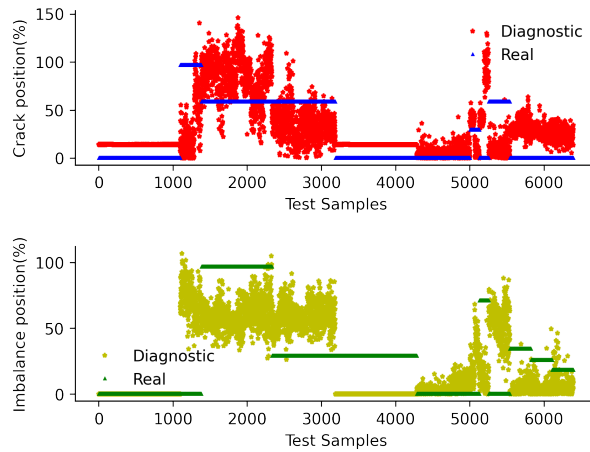 Crack position(%)
150
100
50
0
Diagnostic
Real
0 1000 2000 3000 4000 5000 6000
Test Samples
Imbalance position(%)
100
50
0
Diagnostic
Real
0 1000 2000 3000 4000 5000 6000
Test Samples